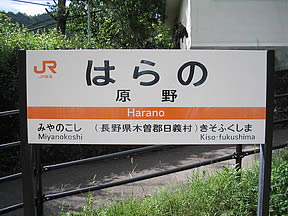 JR
はらの
原野
Harano
みやのこし (長野県木曽郡日義村) きそふくしま
Miyanokoshi Kiso-fukushima